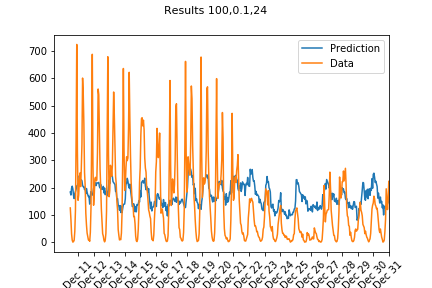 Results 100,0.1,24
Prediction
Data
700
600
500
400
300
200
100
0
Dec 11
Dec 12
Dec 13
Dec 14
Dec 15
Dec 16
Dec 17
Dec 18
Dec 19
Dec 20
Dec 21
Dec 22
Dec 23
Dec 24
Dec 25
Dec 26
Dec 27
Dec 28
Dec 29
Dec 30
Dec 31